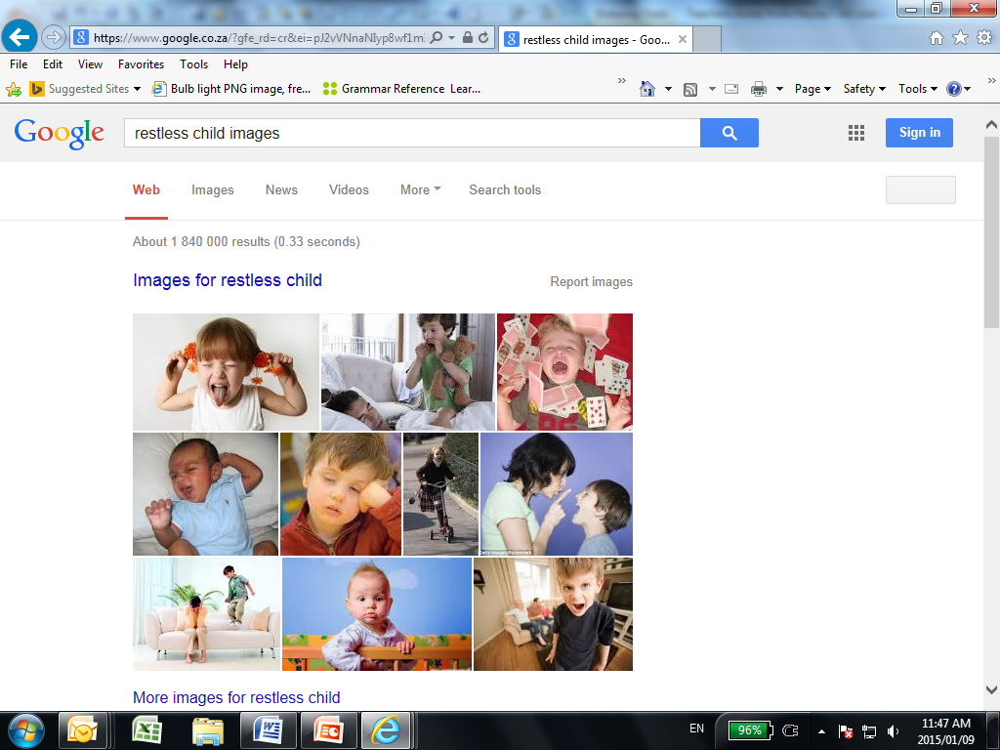 https://www.google.co.za/?gfe_rd=cr&ei=pJ2vVNnaNIyp8wf1m
restless child images - Goo...
File Edit View Favorites Tools Help
Suggested Sites Bulb light PNG image, fre... Grammar Reference Lear... Page Safety Tools
Google restless child images Sign in
Web Images News Videos More Search tools
About 1 840 000 results (0.33 seconds)
Images for restless child Report images
More images for restless child
EN 96% 11:47 AM
2015/01/09